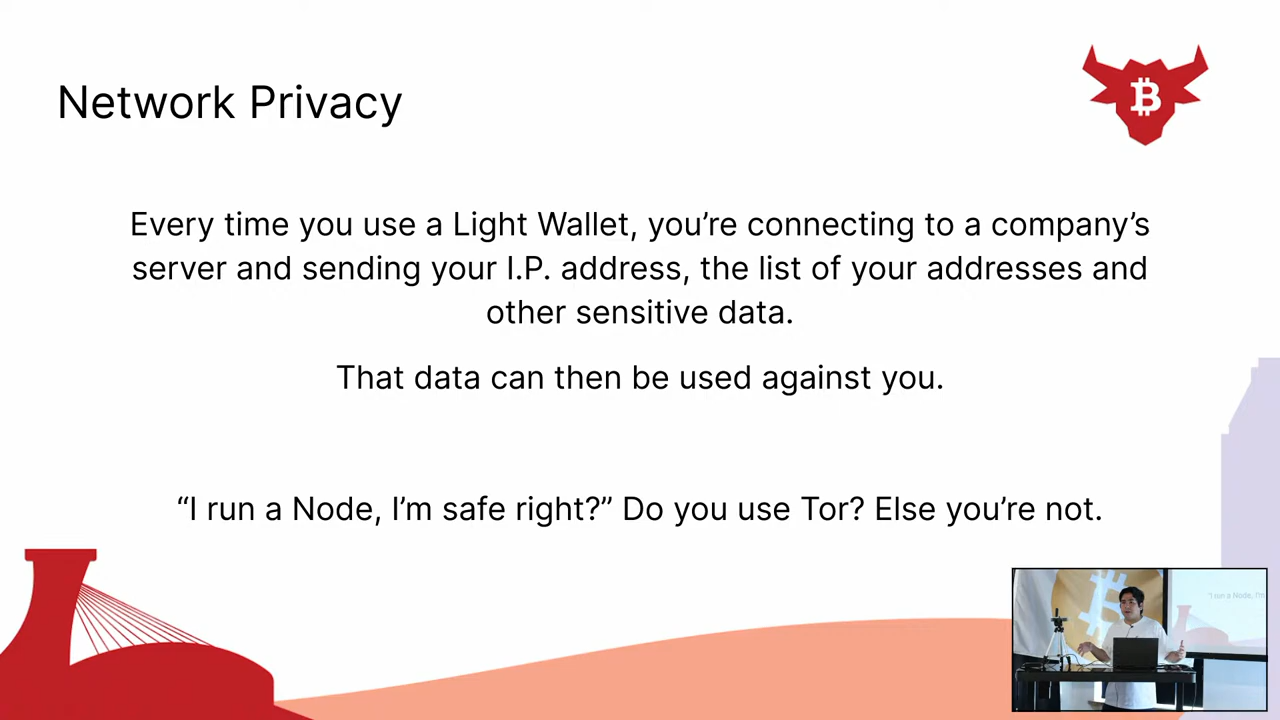 Network Privacy
Every time you use a Light Wallet, you’re connecting to a company’s
server and sending your I.P. address, the list of your addresses and
other sensitive data.
That data can then be used against you.
“I run a Node, I’m safe right?” Do you use Tor? Else you’re not.
“I run a Node, I’m